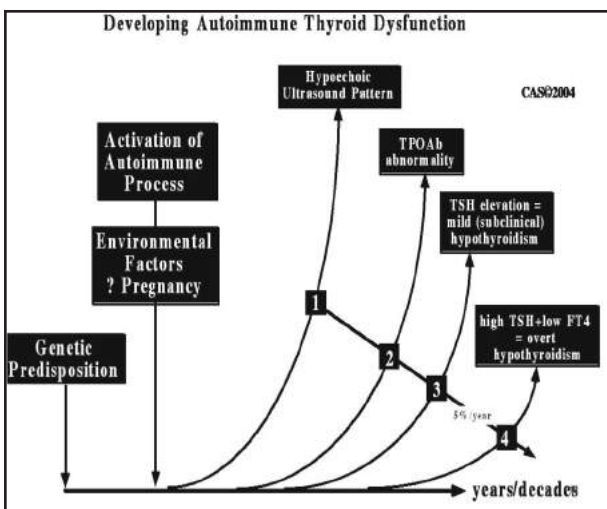 Developing Autoimmune Thyroid Dysfunction
Hypoechoic
Ultrasound Pattern
CAS©2004
Activation of
Autoimmune
Process
TPOAb
abnormality
TSH elevation =
mild (subclinical)
hypothyroidism
Environmental
Factors
? Pregnancy
1
high TSH+low FT4
= overt
hypothyroidism
Genetic
Predisposition
2
3
5%/year
4
years/decades